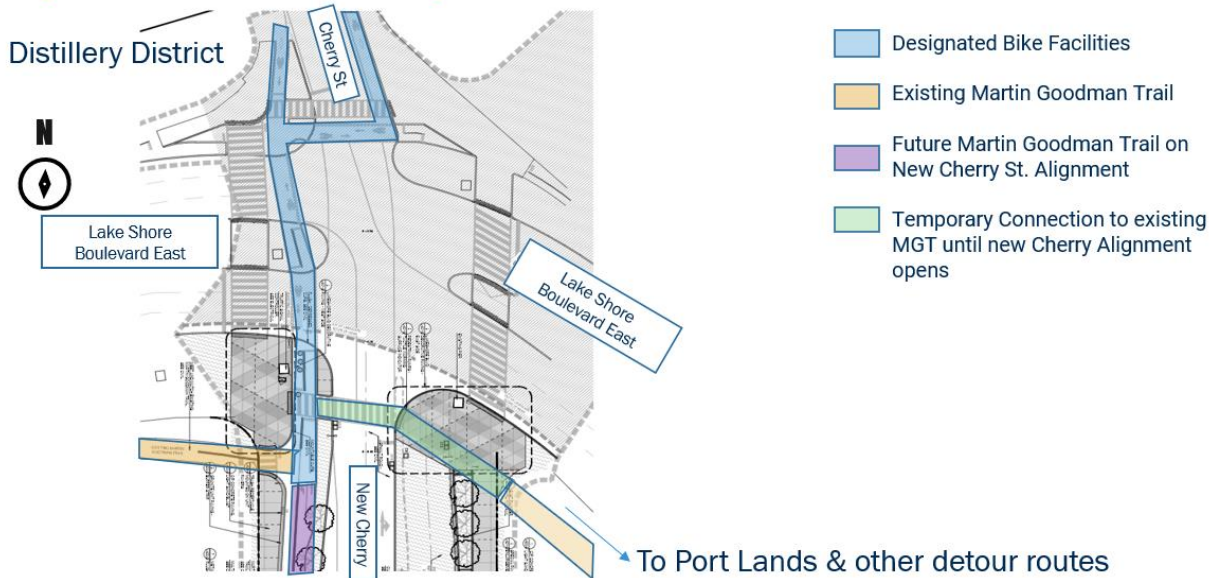 Distillery District
Cherry St
N
Lake Shore
Boulevard East
Lake Shore
Boulevard East
New Cherry
To Port Lands & other detour routes
Designated Bike Facilities
Existing Martin Goodman Trail
Future Martin Goodman Trail on
New Cherry St. Alignment
Temporary Connection to existing
MGT until new Cherry Alignment
opens